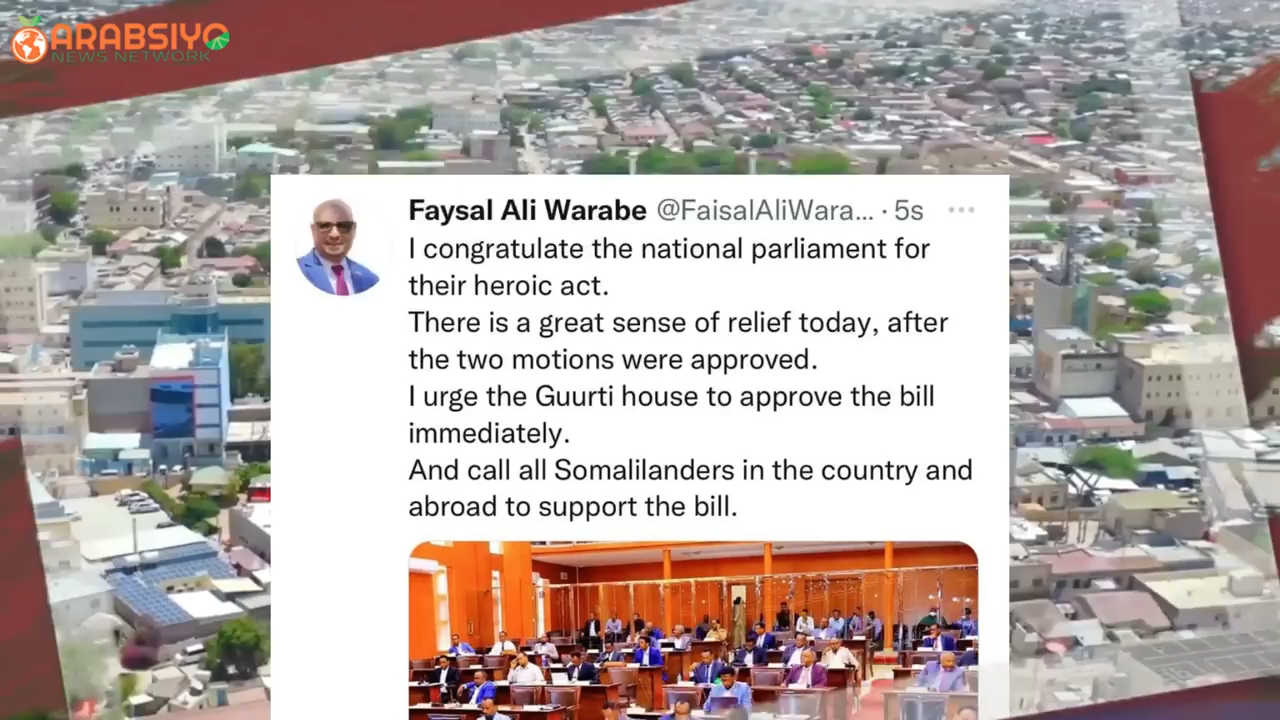 ARABSIYO
NEWS NETWORK
Faysal Ali Warabe @FaisalAliWara... · 5s
I congratulate the national parliament for
their heroic act.
There is a great sense of relief today, after
the two motions were approved.
I urge the Guurti house to approve the bill
immediately.
And call all Somalilanders in the country and
abroad to support the bill.